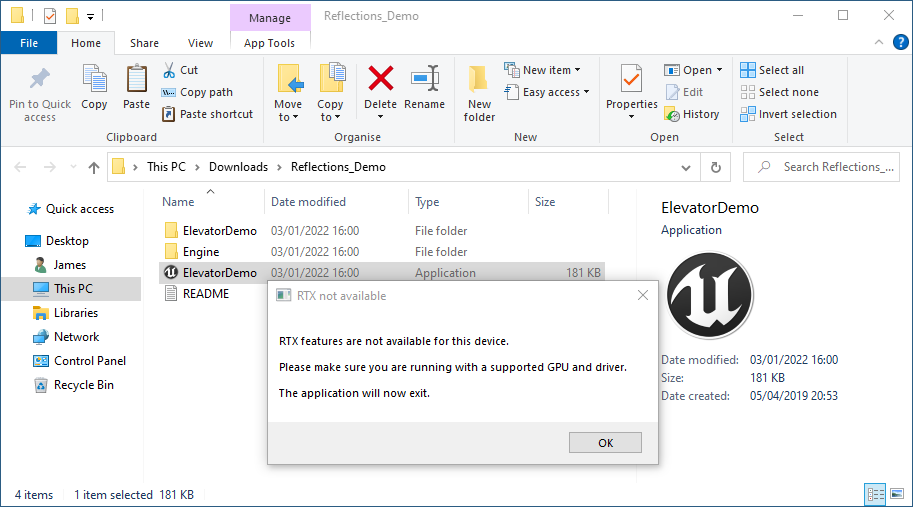 Manage
Reflections_Demo
File
Home
Share
View
App Tools
Pin to Quick access
Copy
Paste
Cut
Copy path
Paste shortcut
Clipboard
Move to
Copy to
Delete
Rename
Organise
New folder
New item
Easy access
New
Properties
Open
Edit
History
Open
Select all
Select none
Invert selection
Select
This PC > Downloads > Reflections_Demo
Search Reflections_...
Quick access
Desktop
James
This PC
Libraries
Network
Control Panel
Recycle Bin
Name Date modified Type Size
ElevatorDemo 03/01/2022 16:00 File folder
Engine 03/01/2022 16:00 File folder
ElevatorDemo 03/01/2022 16:00 Application 181 KB
README
RTX not available
RTX features are not available for this device.
Please make sure you are running with a supported GPU and driver.
The application will now exit.
OK
ElevatorDemo
Application
Date modified: 03/01/2022 16:00
Size: 181 KB
Date created: 05/04/2019 20:53
4 items 1 item selected 181 KB